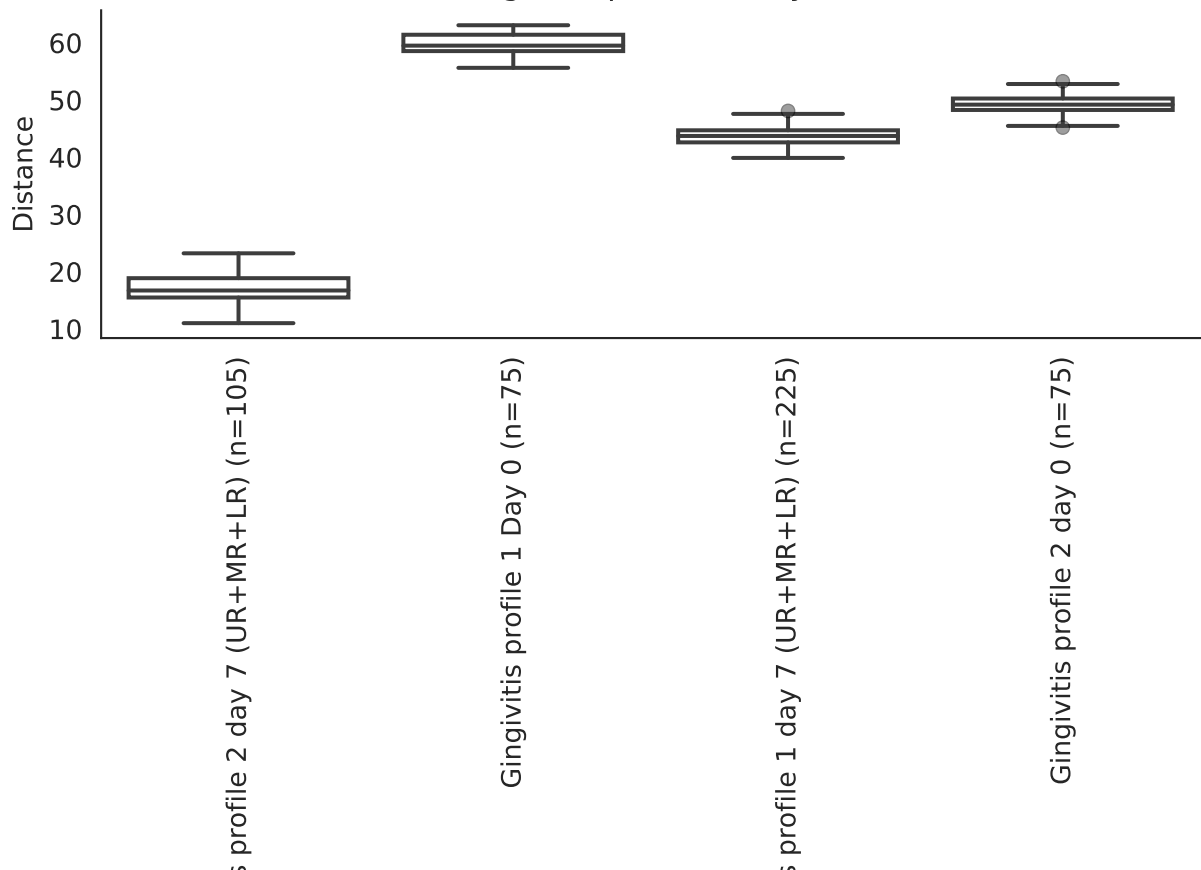 60
50
40
30
20
10
Distance
profile 2 day 7 (UR+MR+LR) (n=105)
Gingivitis profile 1 Day 0 (n=75)
profile 1 day 7 (UR+MR+LR) (n=225)
Gingivitis profile 2 day 0 (n=75)